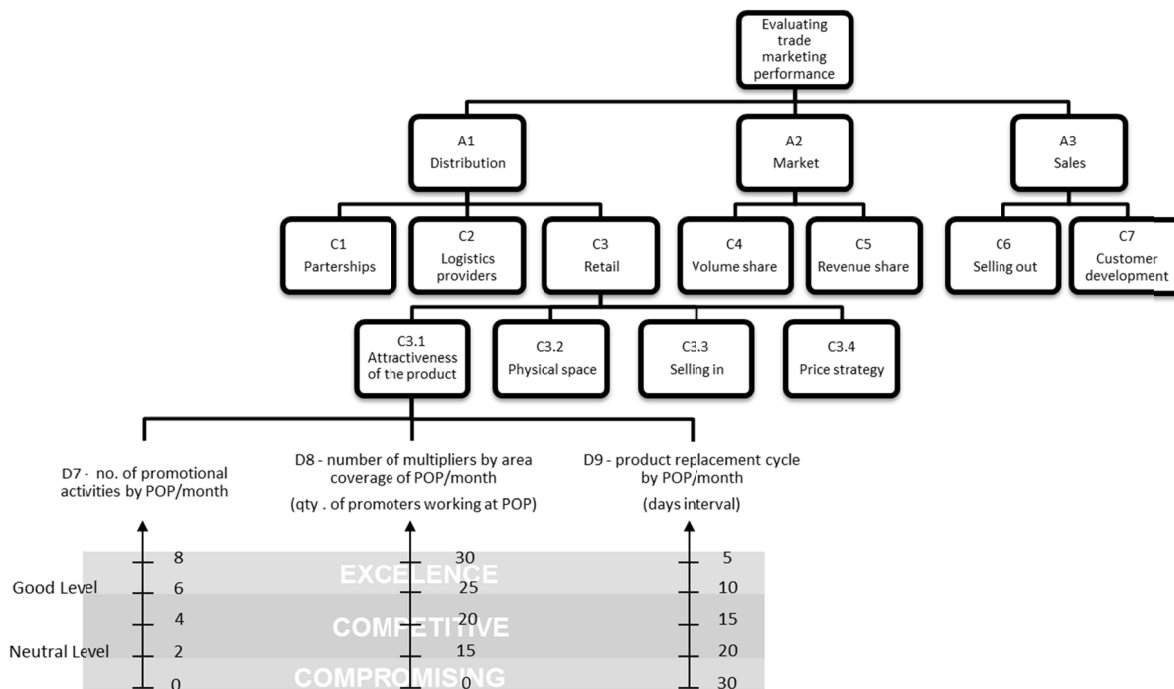 Evaluating
trade
marketing
performance
A1
Distribution
A2
Market
A3
Sales
C1
Parterships
C2
Logistics
providers
C3
Retail
C4
Volume share
C5
Revenue share
C6
Selling out
C7
Customer
development
C3.1
Attractiveness
of the product
C3.2
Physical space
C3.3
Selling in
C3.4
Price strategy
D7 - no. of promotional
activities by POP/month
D8 - number of multipliers by area
coverage of POP/month
(qty . of promoters working at POP)
D9 - product replacement cycle
by POP/month
(days interval)
8 30 5
EXCELENCE
Good Level 6 25 10
4 20 15
COMPETITIVE
Neutral Level 2 15 20
COMPROMISING
0 0 30